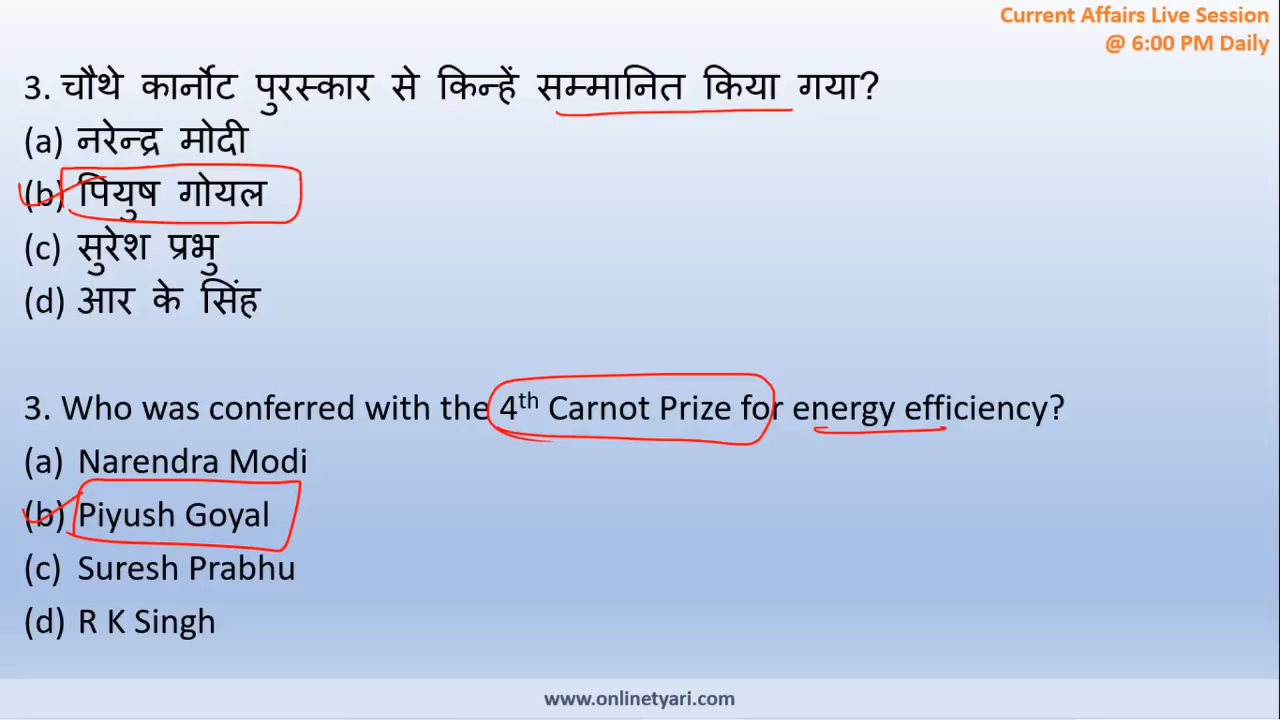 Current Affairs Live Session
@ 6:00 PM Daily
3. चौथे कार्नोट पुरस्कार से किन्हें सम्मानित किया गया?
(a) नरेन्द्र मोदी
(b) पियुष गोयल
(c) सुरेश प्रभु
(d) आर के सिंह
3. Who was conferred with the 4th Carnot Prize for energy efficiency?
(a) Narendra Modi
(b) Piyush Goyal
(c) Suresh Prabhu
(d) R K Singh
www.onlinetyari.com